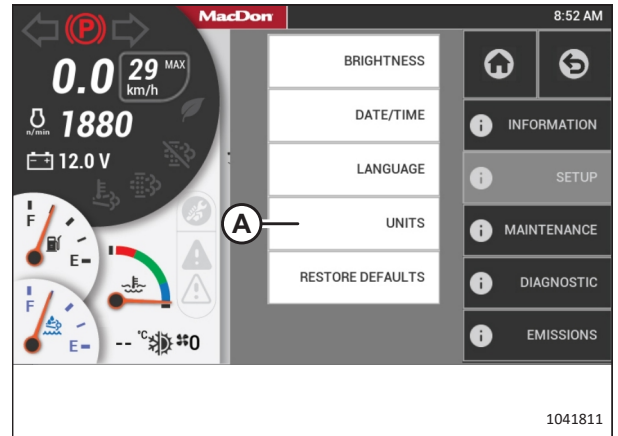 MacDon
8:52 AM
P
0.0 29 MAX
km/h
n/min 1880
12.0 V
F
E
F
E
-- °C 0
BRIGHTNESS
DATE/TIME
LANGUAGE
A
UNITS
RESTORE DEFAULTS
i INFORMATION
i SETUP
i MAINTENANCE
i DIAGNOSTIC
i EMISSIONS
1041811